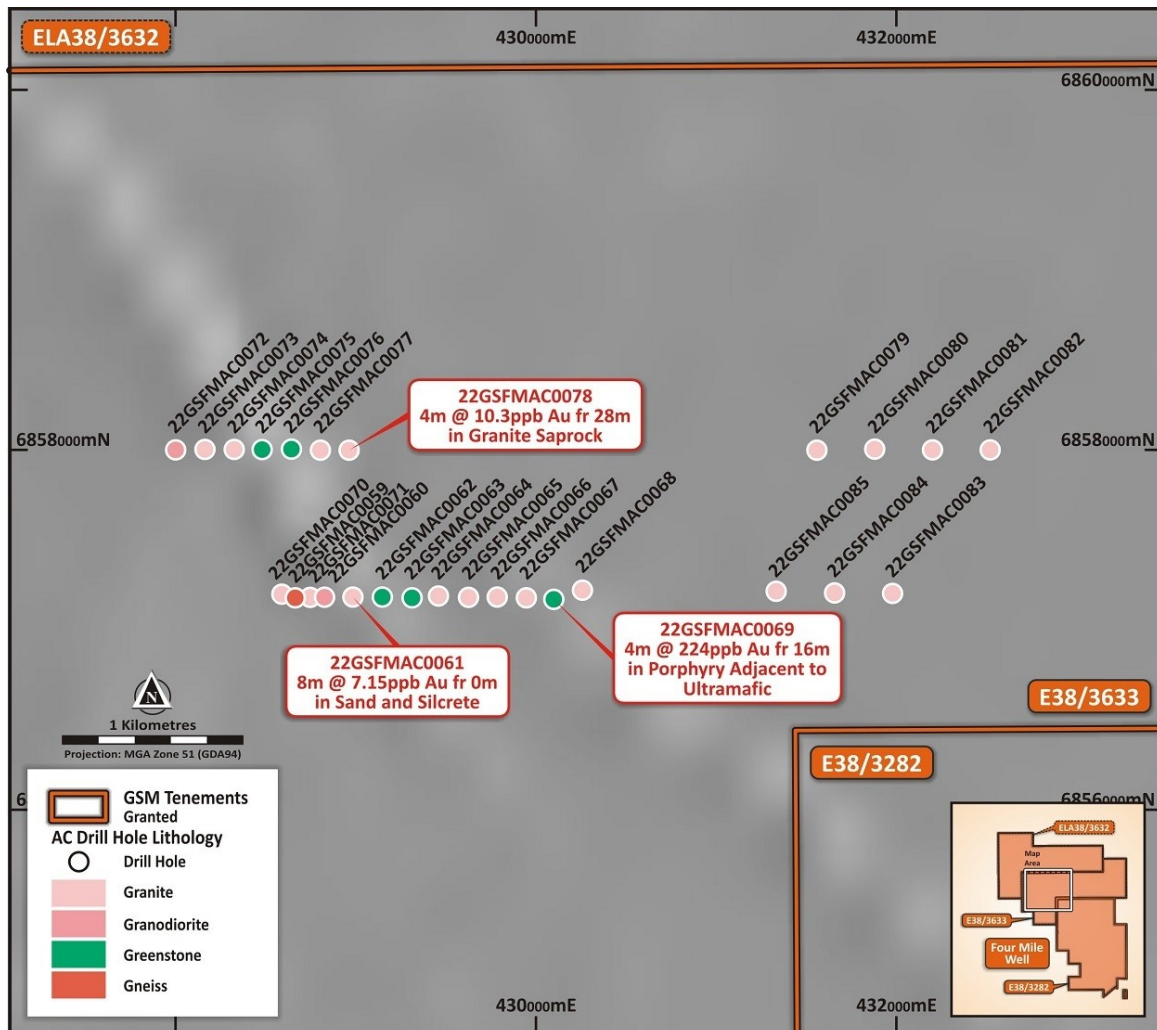 ELA38/3632
430000mE
432000mE
6860000mN
22GSFMAC0072
22GSFMAC0073
22GSFMAC0074
22GSFMAC0075
22GSFMAC0076
22GSFMAC0077
22GSFMAC0079
22GSFMAC0080
22GSFMAC0081
22GSFMAC0082
22GSFMAC0078
4m @ 10.3ppb Au fr 28m
in Granite Saprock
6858000mN
6858000mN
22GSFMAC0070
22GSFMAC0059
22GSFMAC0071
22GSFMAC0060
22GSFMAC0062
22GSFMAC0063
22GSFMAC0064
22GSFMAC0065
22GSFMAC0066
22GSFMAC0067
22GSFMAC0068
22GSFMAC0085
22GSFMAC0084
22GSFMAC0083
22GSFMAC0061
8m @ 7.15ppb Au fr 0m
in Sand and Silcrete
22GSFMAC0069
4m @ 224ppb Au fr 16m
in Porphyry Adjacent to
Ultramafic
N
1 Kilometres
Projection: MGA Zone 51 (GDA94)
E38/3633
E38/3282
6856000mN
GSM Tenements
Granted
AC Drill Hole Lithology
Drill Hole
Granite
Granodiorite
Greenstone
Gneiss
ELA38/3632
Map
Area
E38/3633
Four Mile
Well
E38/3282
430000mE
432000mE